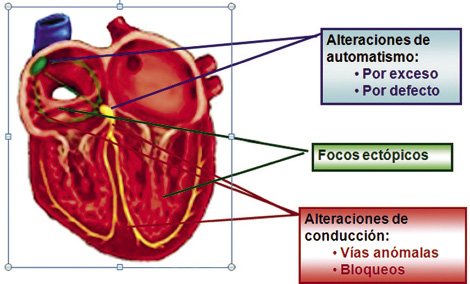 Alteraciones de
automatismo:
• Por exceso
• Por defecto
Focos ectópicos
Alteraciones de
conducción:
• Vías anómalas
• Bloqueos